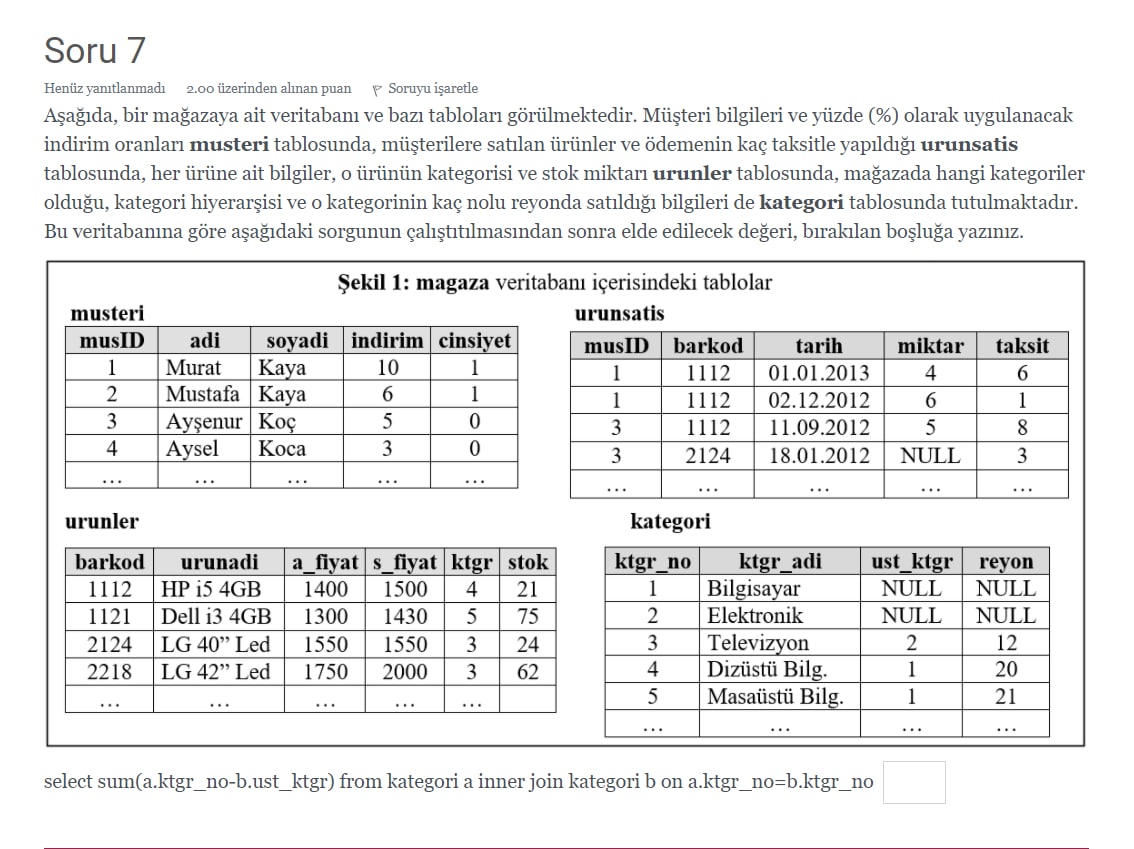 Soru 7
Henüz yanıtlanmadı 2.00 üzerinden alınan puan Soruyu işaretle
Aşağıda, bir mağazaya ait veritabanı ve bazı tabloları görülmektedir. Müşteri bilgileri ve yüzde (%) olarak uygulanacak
indirim oranları musteri tablosunda, müşterilere satılan ürünler ve ödemenin kaç taksitle yapıldığı urunsatis
tablosunda, her ürüne ait bilgiler, o ürünün kategorisi ve stok miktarı urunler tablosunda, mağazada hangi kategoriler
olduğu, kategori hiyerarşisi ve o kategorinin kaç nolu reyonda satıldığı bilgileri de kategori tablosunda tutulmaktadır.
Bu veritabanına göre aşağıdaki sorgunun çalıştıtılmasından sonra elde edilecek değeri, bırakılan boşluğa yazınız.
Şekil 1: magaza veritabanı içerisindeki tablolar
musteri
musID adi soyadi indirim cinsiyet
1 Murat Kaya 10 1
2 Mustafa Kaya 6 1
3 Ayşenur Koç 5 0
4 Aysel Koca 3 0
... ... ... ... ...
urunsatis
musID barkod tarih miktar taksit
1 1112 01.01.2013 4 6
1 1112 02.12.2012 6 1
3 1112 11.09.2012 5 8
3 2124 18.01.2012 NULL 3
... ... ... ... ...
urunler
barkod urunadi a_fiyat s_fiyat ktgr stok
1112 HP i5 4GB 1400 1500 4 21
1121 Dell i3 4GB 1300 1430 5 75
2124 LG 40” Led 1550 1550 3 24
2218 LG 42” Led 1750 2000 3 62
... ... ... ... ...
kategori
ktgr_no ktgr_adi ust_ktgr reyon
1 Bilgisayar NULL NULL
2 Elektronik NULL NULL
3 Televizyon 2 12
4 Dizüstü Bilg. 1 20
5 Masaüstü Bilg. 1 21
... ... ... ...
select sum(a.ktgr_no-b.ust_ktgr) from kategori a inner join kategori b on a.ktgr_no=b.ktgr_no